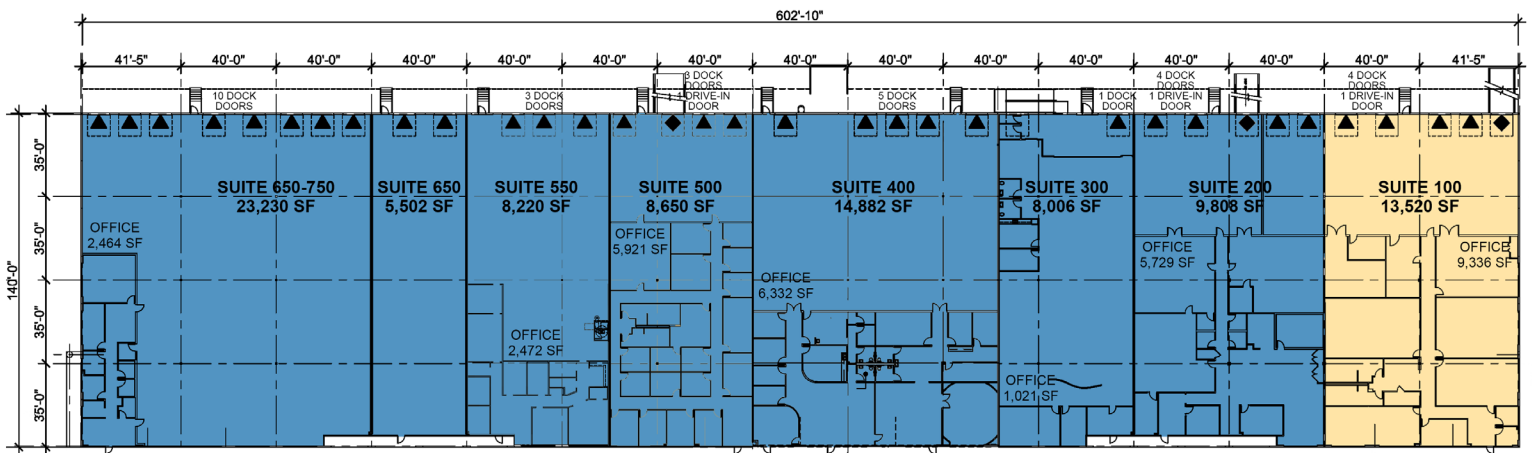 602'-10"
41'-5"
40'-0"
40'-0"
40'-0"
40'-0"
40'-0"
40'-0"
40'-0"
40'-0"
40'-0"
40'-0"
40'-0"
40'-0"
41'-5"
10 DOCK
DOORS
3 DOCK
DOORS
DOCK
DOORS
DRIVE-IN
DOOR
5 DOCK
DOORS
1 DOCK
DOOR
4 DOCK
DOORS
1 DRIVE-IN
DOOR
4 DOCK
DOORS
1 DRIVE-IN
DOOR
140'-0"
35'-0"
35'-0"
35'-0"
35'-0"
SUITE 650-750
23,230 SF
SUITE 650
5,502 SF
SUITE 550
8,220 SF
SUITE 500
8,650 SF
SUITE 400
14,882 SF
SUITE 300
8,006 SF
SUITE 200
9,808 SF
SUITE 100
13,520 SF
OFFICE
2,464 SF
OFFICE
2,472 SF
OFFICE
5,921 SF
OFFICE
6,332 SF
OFFICE
1,021 SF
OFFICE
5,729 SF
OFFICE
9,336 SF